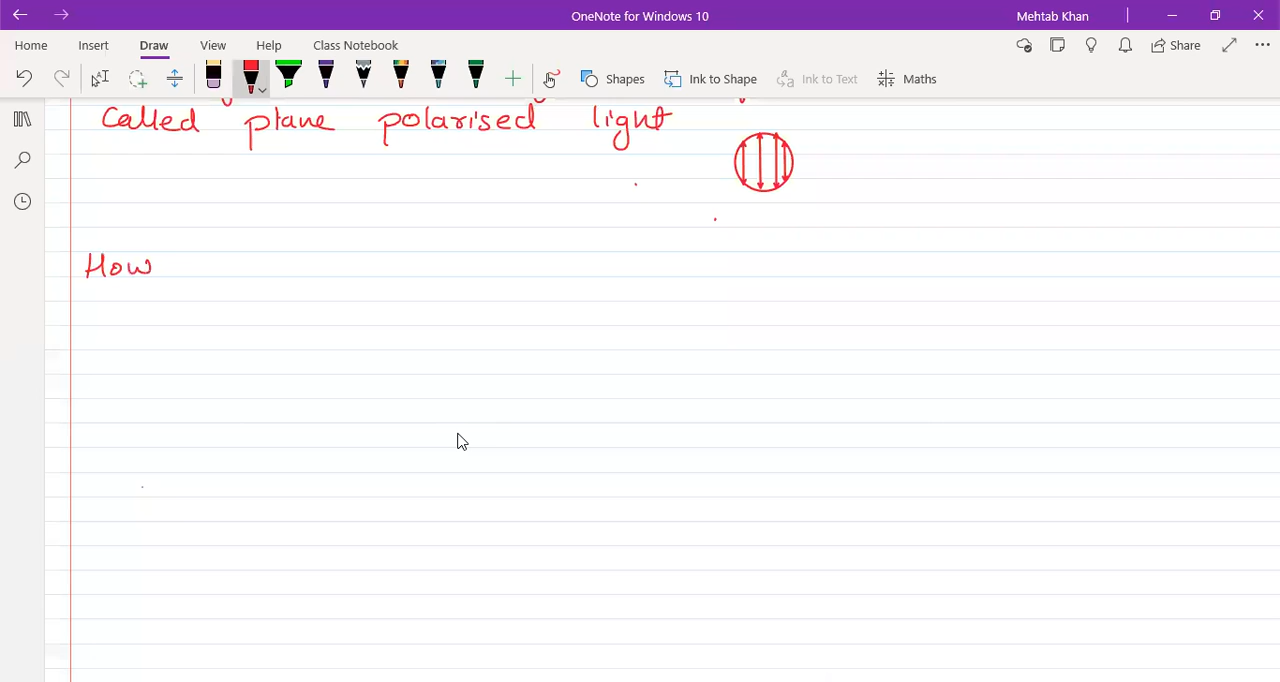 OneNote for Windows 10
Mehtab Khan
Home Insert Draw View Help Class Notebook
Share
Shapes Ink to Shape Ink to Text Maths
Called plane polarised light
How